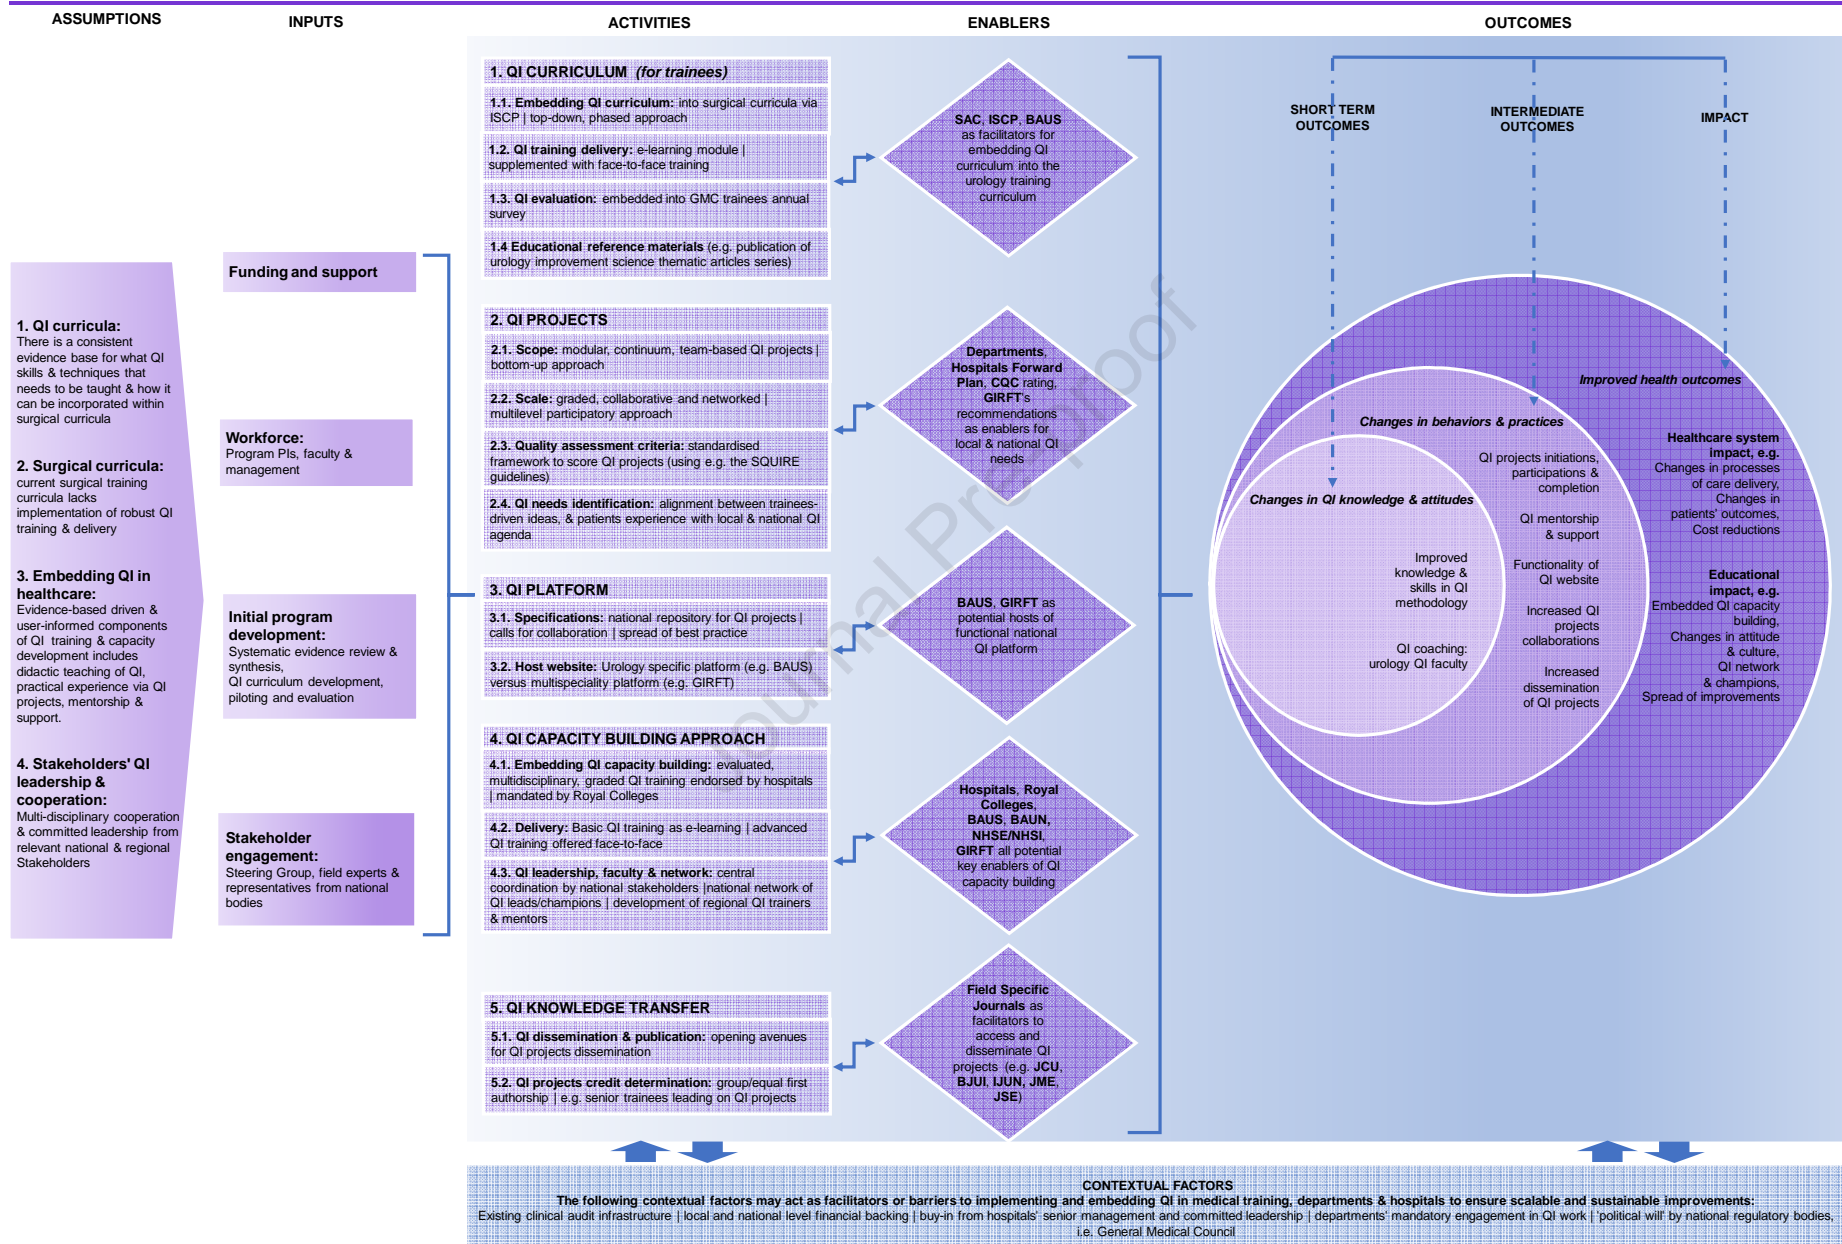 ASSUMPTIONS
INPUTS
ACTIVITIES
ENABLERS
OUTCOMES
1. QI curricula:
There is a consistent
evidence base for what QI
skills & techniques that
needs to be taught & how it
can be incorporated within
surgical curricula
2. Surgical curricula:
current surgical training
curricula lacks
implementation of robust QI
training & delivery
3. Embedding QI in
healthcare:
Evidence-based driven &
user-informed components
of QI training & capacity
development includes
didactic teaching of QI,
practical experience via QI
projects, mentorship &
support.
4. Stakeholders' QI
leadership &
cooperation:
Multi-disciplinary cooperation
& committed leadership from
relevant national & regional
Stakeholders
Funding and support
Workforce:
Program PIs, faculty &
management
Initial program
development:
Systematic evidence review &
synthesis,
QI curriculum development,
piloting and evaluation
Stakeholder
engagement:
Steering Group, field experts &
representatives from national
bodies
1. QI CURRICULUM (for trainees)
1.1. Embedding QI curriculum: into surgical curricula via
ISCP | top-down, phased approach
1.2. QI training delivery: e-learning module |
supplemented with face-to-face training
1.3. QI evaluation: embedded into GMC trainees annual
survey
1.4 Educational reference materials (e.g. publication of
urology improvement science thematic articles series)
2. QI PROJECTS
2.1. Scope: modular, continuum, team-based QI projects |
bottom-up approach
2.2. Scale: graded, collaborative and networked |
multilevel participatory approach
2.3. Quality assessment criteria: standardised
framework to score QI projects (using e.g. the SQUIRE
guidelines)
2.4. QI needs identification: alignment between trainees-
driven ideas, & patients experience with local & national QI
agenda
3. QI PLATFORM
3.1. Specifications: national repository for QI projects |
calls for collaboration | spread of best practice
3.2. Host website: Urology specific platform (e.g. BAUS)
versus multispeciality platform (e.g. GIRFT)
4. QI CAPACITY BUILDING APPROACH
4.1. Embedding QI capacity building: evaluated,
multidisciplinary, graded QI training endorsed by hospitals
| mandated by Royal Colleges
4.2. Delivery: Basic QI training as e-learning | advanced
QI training offered face-to-face
4.3. QI leadership, faculty & network: central
coordination by national stakeholders |national network of
QI leads/champions | development of regional QI trainers
& mentors
5. QI KNOWLEDGE TRANSFER
5.1. QI dissemination & publication: opening avenues
for QI projects dissemination
5.2. QI projects credit determination: group/equal first
authorship | e.g. senior trainees leading on QI projects
SAC, ISCP, BAUS
as facilitators for
embedding QI
curriculum into the
urology training
curriculum
Departments,
Hospitals Forward
Plan, CQC rating,
GIRFT's
recommendations
as enablers for
local & national QI
needs
BAUS, GIRFT as
potential hosts of
functional national
QI platform
Hospitals, Royal
Colleges,
BAUS, BAUN,
NHSE/NHSI,
GIRFT all potential
key enablers of QI
capacity building
Field Specific
Journals as
facilitators to
access and
disseminate QI
projects (e.g. JCU,
BJUI, IJUN, JME,
JSE)
SHORT TERM
OUTCOMES
INTERMEDIATE
OUTCOMES
IMPACT
Changes in QI knowledge & attitudes
Improved
knowledge &
skills in QI
methodology
QI coaching:
urology QI faculty
Changes in behaviors & practices
QI projects initiations,
participations &
completion
QI mentorship
& support
Functionality of
QI website
Increased QI
projects
collaborations
Increased
dissemination
of QI projects
Improved health outcomes
Healthcare system
impact, e.g.
Changes in processes
of care delivery,
Changes in
patients' outcomes,
Cost reductions
Educational
impact, e.g.
Embedded QI capacity
building,
Changes in attitude
& culture,
QI network
& champions,
Spread of improvements
Journal Pre-proof
CONTEXTUAL FACTORS
The following contextual factors may act as facilitators or barriers to implementing and embedding QI in medical training, departments & hospitals to ensure scalable and sustainable improvements:
Existing clinical audit infrastructure | local and national level financial backing | buy-in from hospitals' senior management and committed leadership | departments' mandatory engagement in QI work | 'political will' by national regulatory bodies,
i.e. General Medical Council